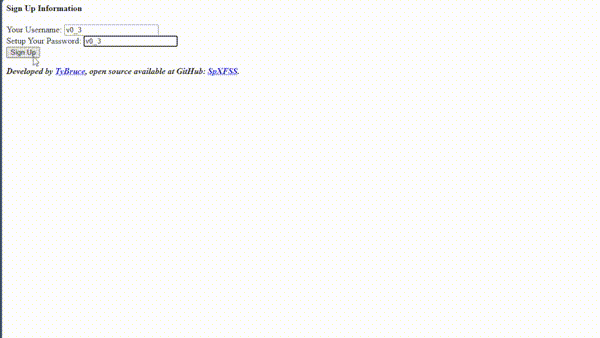 Sign Up Information
Your Username: v0_3
Setup Your Password: v0_3
Sign Up
Developed by TyBruce, open source available at GitHub: SpXFSS.